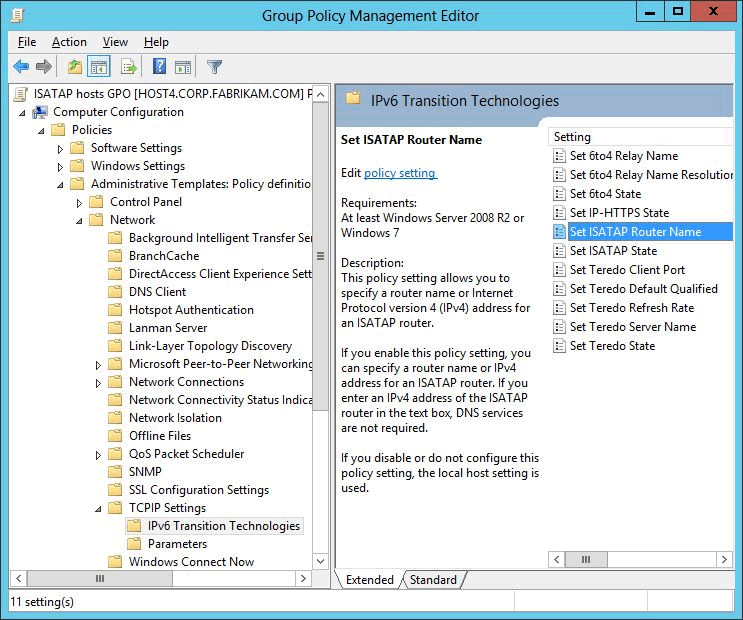 Group Policy Management Editor
File Action View Help
ISATAP hosts GPO [HOST4.CORP.FABRIKAM.COM] P
Computer Configuration
Policies
Software Settings
Windows Settings
Administrative Templates: Policy definitio
Control Panel
Network
Background Intelligent Transfer Ser
BranchCache
DirectAccess Client Experience Sett
DNS Client
Hotspot Authentication
Lanman Server
Link-Layer Topology Discovery
Microsoft Peer-to-Peer Networking
Network Connections
Network Connectivity Status Indica
Network Isolation
Offline Files
QoS Packet Scheduler
SNMP
SSL Configuration Settings
TCPIP Settings
IPv6 Transition Technologies
Parameters
Windows Connect Now
IPv6 Transition Technologies
Set ISATAP Router Name
Edit policy setting
Requirements:
At least Windows Server 2008 R2 or
Windows 7
Description:
This policy setting allows you to
specify a router name or Internet
Protocol version 4 (IPv4) address for
an ISATAP router.
If you enable this policy setting, you
can specify a router name or IPv4
address for an ISATAP router. If you
enter an IPv4 address of the ISATAP
router in the text box, DNS services
are not required.
If you disable or do not configure this
policy setting, the local host setting is
used.
Setting
Set 6to4 Relay Name
Set 6to4 Relay Name Resolution
Set 6to4 State
Set IP-HTTPS State
Set ISATAP Router Name
Set ISATAP State
Set Teredo Client Port
Set Teredo Default Qualified
Set Teredo Refresh Rate
Set Teredo Server Name
Set Teredo State
Extended Standard
11 setting(s)